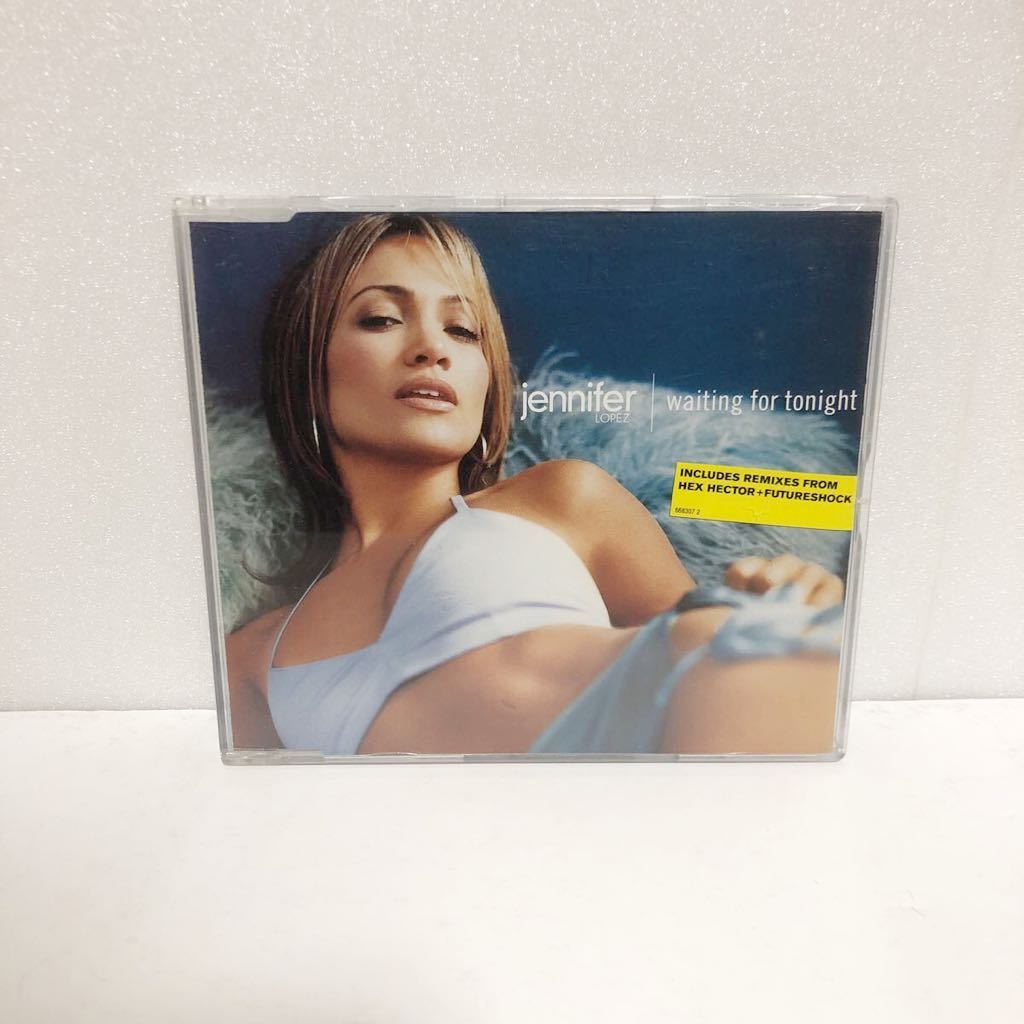 jennifer
LOPEZ
waiting for tonight
INCLUDES REMIXES FROM
HEX HECTOR+FUTURESHOCK
668307 2